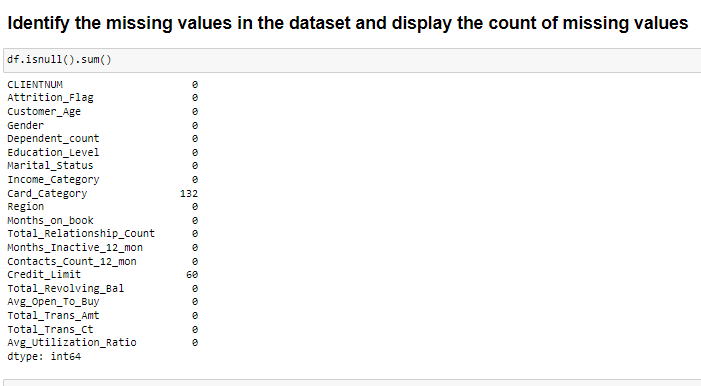 Identify the missing values in the dataset and display the count of missing values
df.isnull().sum()
CLIENTNUM 0
Attrition_Flag 0
Customer_Age 0
Gender 0
Dependent_count 0
Education_Level 0
Marital_Status 0
Income_Category 0
Card_Category 132
Region 0
Months_on_book 0
Total_Relationship_Count 0
Months_Inactive_12_mon 0
Contacts_Count_12_mon 0
Credit_Limit 60
Total_Revolving_Bal 0
Avg_Open_To_Buy 0
Total_Trans_Amt 0
Total_Trans_Ct 0
Avg_Utilization_Ratio 0
dtype: int64